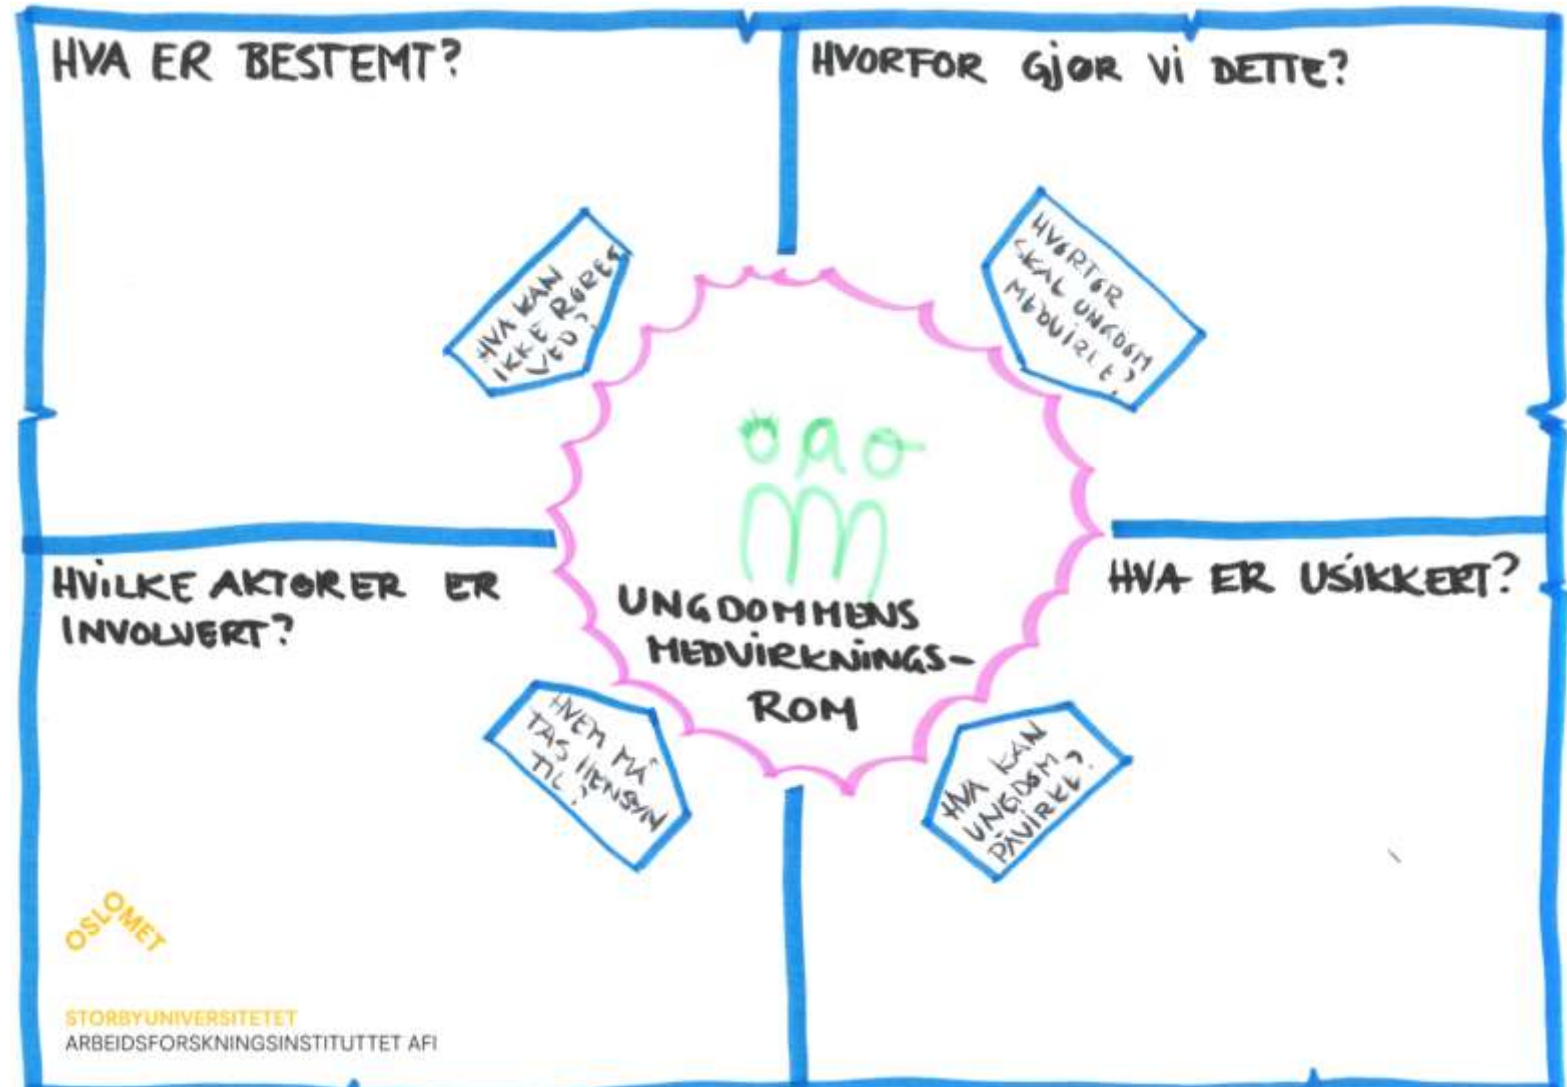 HVA ER BESTEMT?
HVORFOR GJØR Vi DETTE?
HVA KAN
IKKE RØRES
VED?
HVORFOR
SKAL UNGDOM
MEDVIRKE?
HVILKE AKTØRER ER
INVOLVERT?
UNGDOMMENS
MEDVIRKNINGS-
ROM
HVA ER USIKKERT?
HVEM MÅ
TAS HENSYN
TIL?
HVA KAN
UNGDOM
PÅVIRKE?
OSLOMET
STORBYUNIVERSITETET
ARBEIDSFORSKNINGSINSTITUTTET AFI